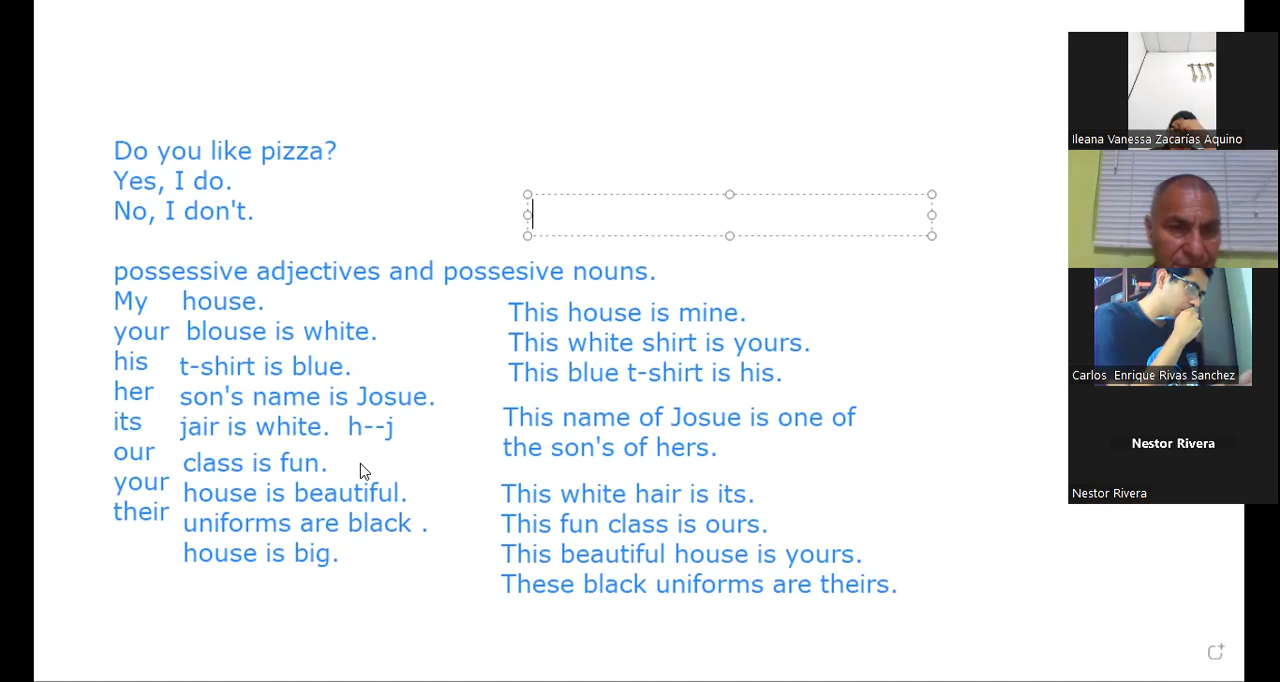 Do you like pizza?
Yes, I do.
No, I don't.
possessive adjectives and possesive nouns.
My house.
your blouse is white.
his t-shirt is blue.
her son's name is Josue.
its jair is white. h--j
our class is fun.
your house is beautiful.
their uniforms are black .
house is big.
This house is mine.
This white shirt is yours.
This blue t-shirt is his.
This name of Josue is one of
the son's of hers.
This white hair is its.
This fun class is ours.
This beautiful house is yours.
These black uniforms are theirs.
Ileana Vanessa Zacarías Aquino
Carlos Enrique Rivas Sanchez
Nestor Rivera
Nestor Rivera